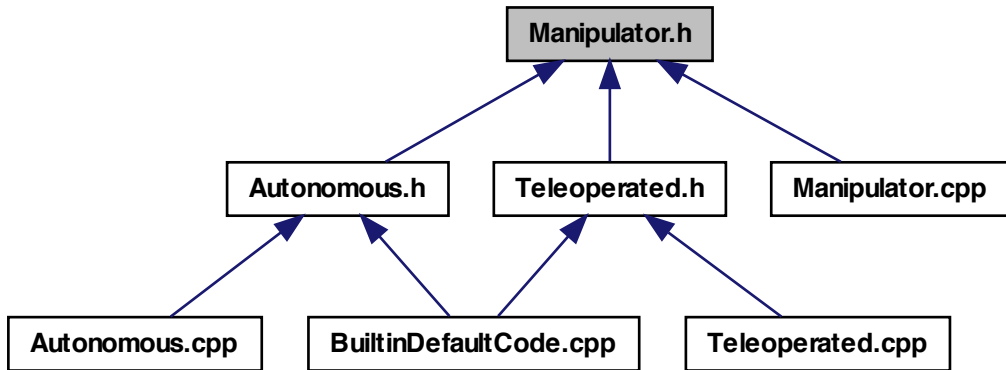 Manipulator.h
Autonomous.h
Teleoperated.h
Manipulator.cpp
Autonomous.cpp
BuiltinDefaultCode.cpp
Teleoperated.cpp